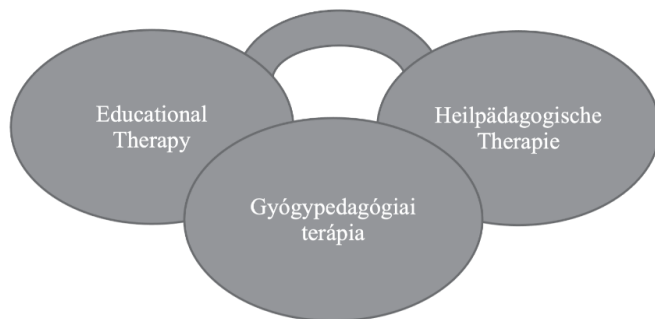 Educational
Therapy
Heilpädagogische
Therapie
Gyógypedagógiai
terápia